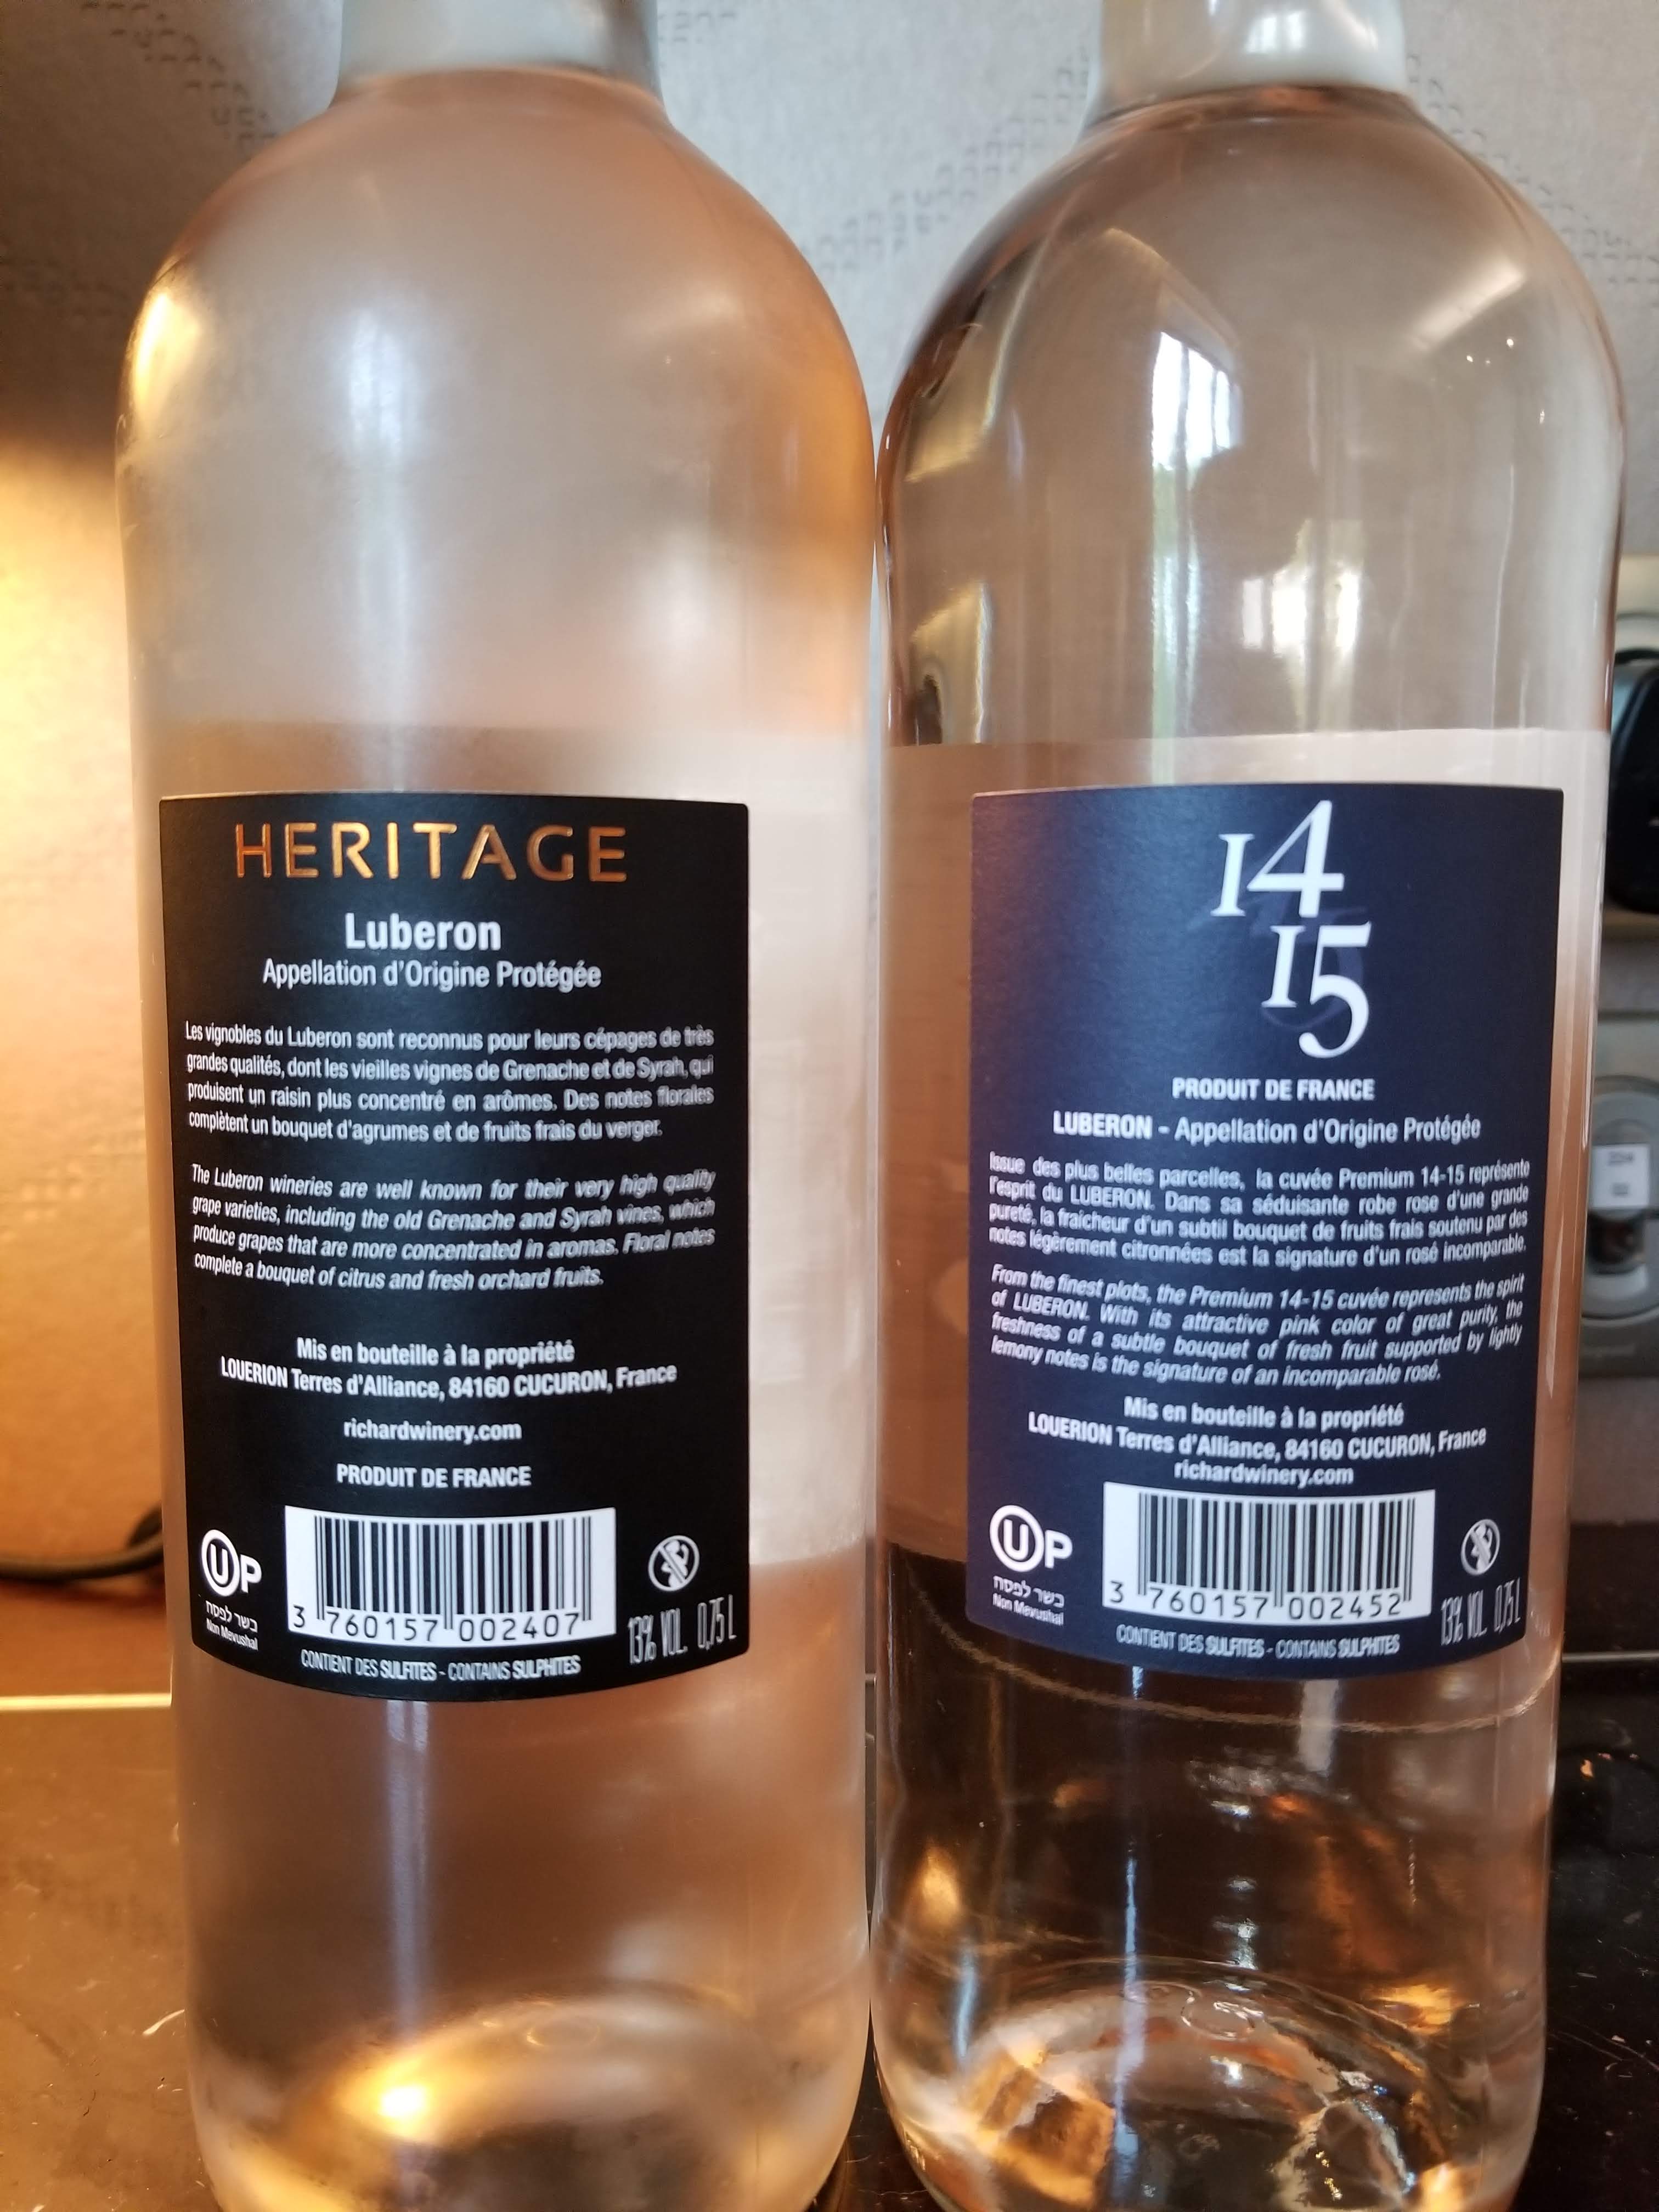 HERITAGE
Luberon
Appellation d'Origine Protégée
Les vignobles du Luberon sont reconnus pour leurs cépages de très
grandes qualités, dont les vieilles vignes de Grenache et de Syrah, qui
produisent un raisin plus concentré en arômes. Des notes florales
complètent un bouquet d'agrumes et de fruits frais du verger.
The Luberon wineries are well known for their very high quality
grape varieties, including the old Grenache and Syrah vines, which
produce grapes that are more concentrated in aromas. Floral notes
complete a bouquet of citrus and fresh orchard fruits.
Mis en bouteille à la propriété
LOUERION Terres d'Alliance, 84160 CUCURON, France
richardwinery.com
PRODUIT DE FRANCE
UP
כשר לפסח
Non Mevushal
3 760157 002407
13% VOL. 0,75 L
CONTIENT DES SULFITES - CONTAINS SULPHITES
14
15
PRODUIT DE FRANCE
LUBERON - Appellation d'Origine Protégée
Issue des plus belles parcelles, la cuvée Premium 14-15 représente
l'esprit du LUBERON. Dans sa séduisante robe rose d'une grande
pureté, la fraicheur d'un subtil bouquet de fruits frais soutenu par des
notes légèrement citronnées est la signature d'un rosé incomparable.
From the finest plots, the Premium 14-15 cuvée represents the spirit
of LUBERON. With its attractive pink color of great purity, the
freshness of a subtle bouquet of fresh fruit supported by lightly
lemony notes is the signature of an incomparable rosé.
Mis en bouteille à la propriété
LOUERION Terres d'Alliance, 84160 CUCURON, France
richardwinery.com
UP
כשר לפסח
Non Mevushal
3 760157 002452
13% VOL. 0,75 L
CONTIENT DES SULFITES - CONTAINS SULPHITES